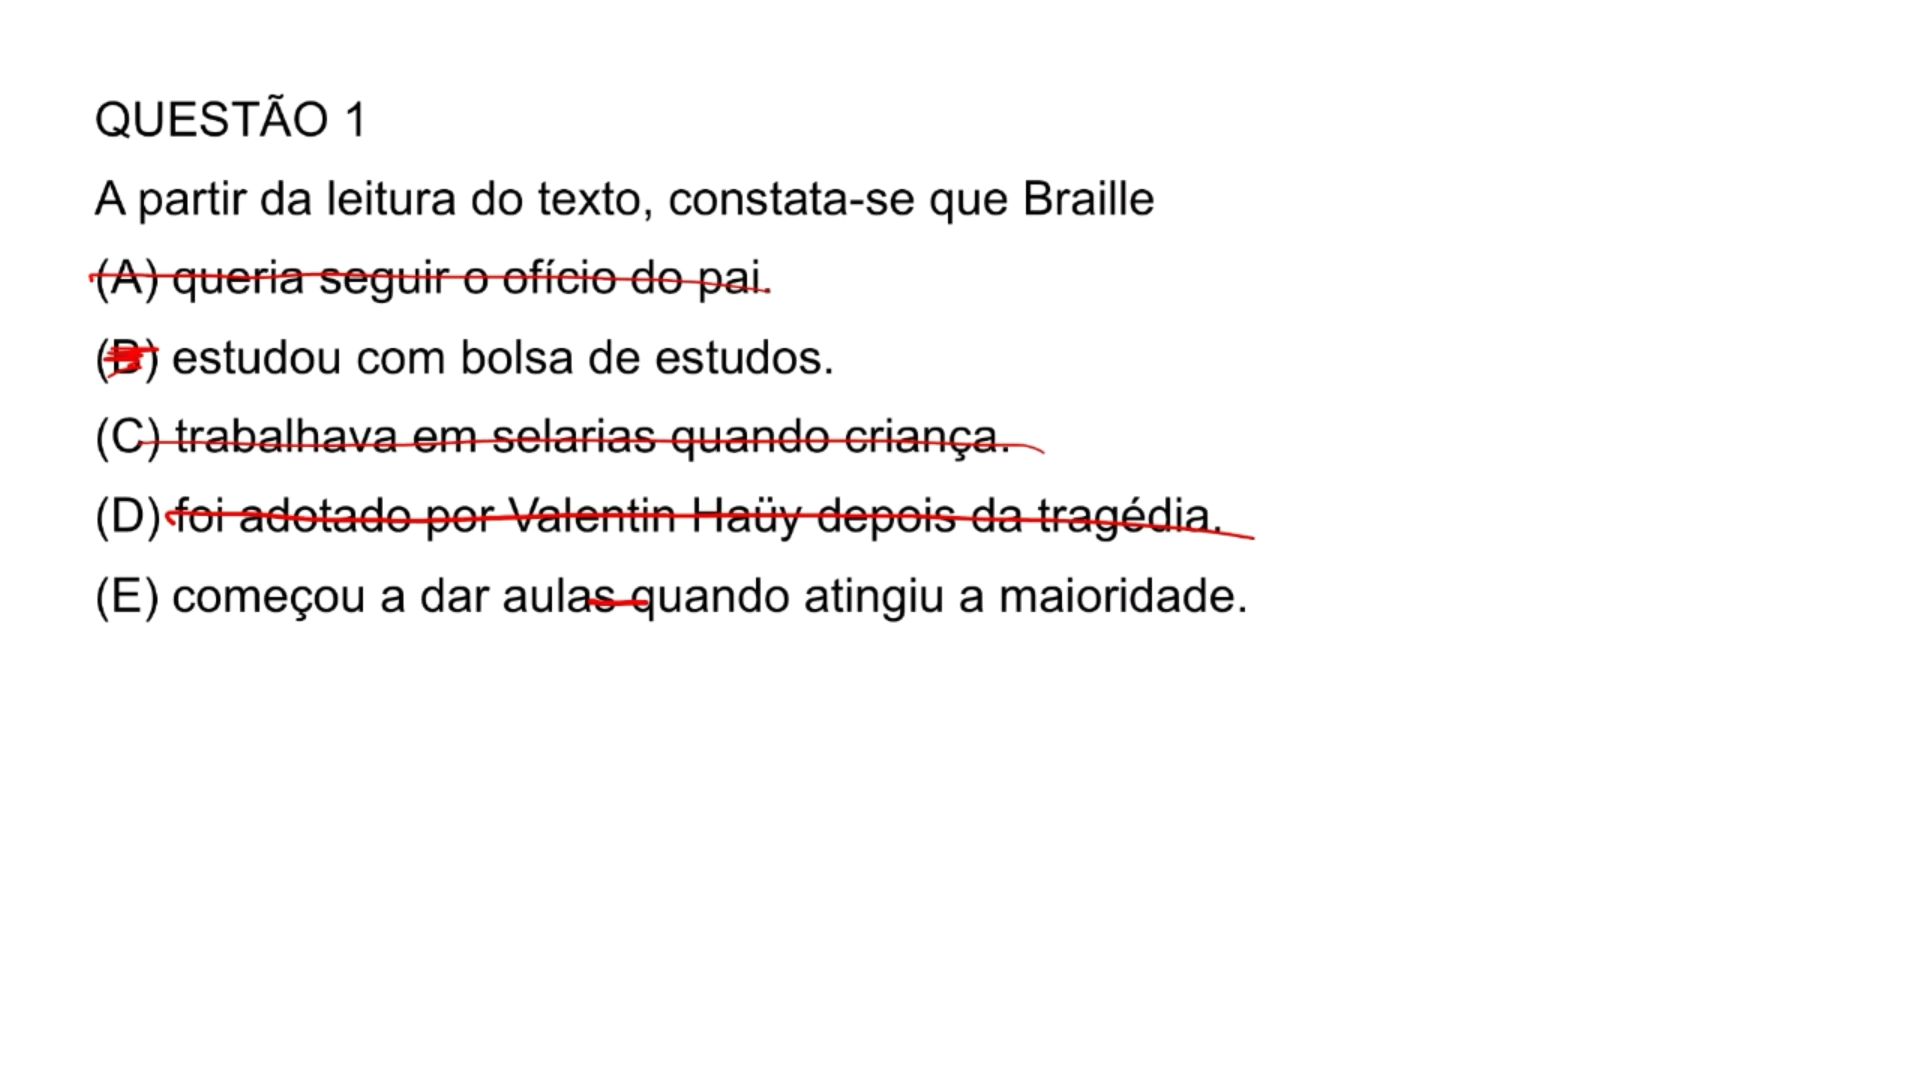 QUESTÃO 1
A partir da leitura do texto, constata-se que Braille
(A) queria seguir o ofício do pai.
(B) estudou com bolsa de estudos.
(C) trabalhava em selarias quando criança.
(D) foi adotado por Valentin Haüy depois da tragédia.
(E) começou a dar aulas quando atingiu a maioridade.